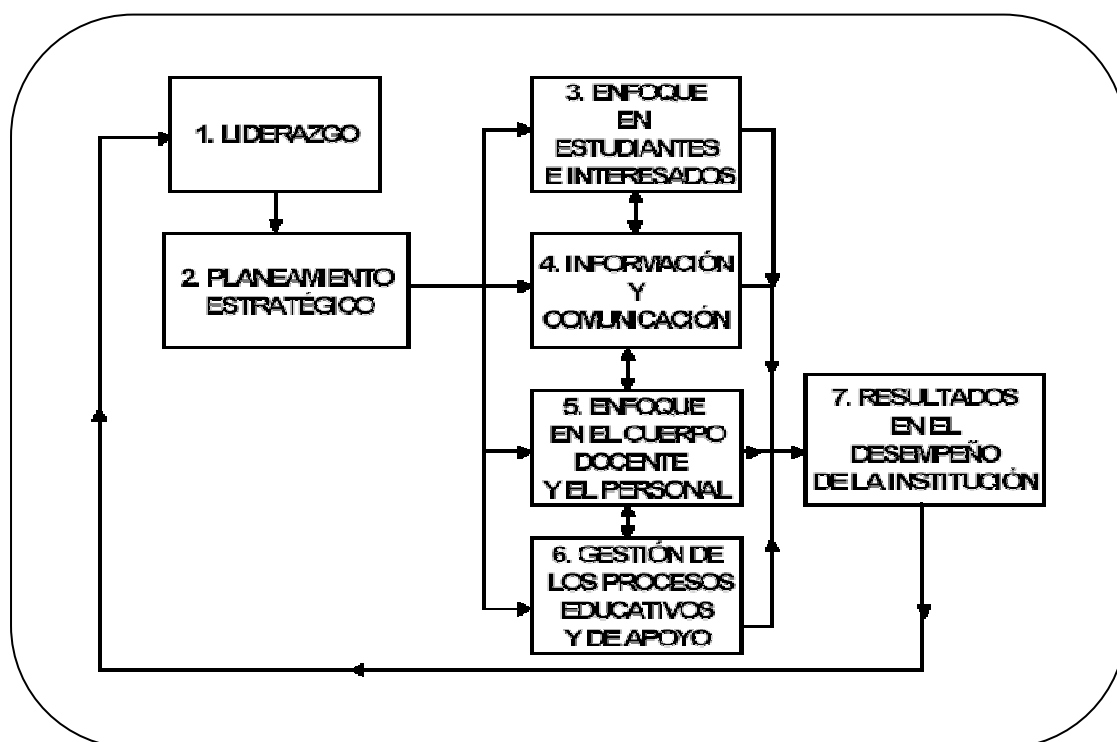 1. LIDERAZGO
2. PLANEAMIENTO
ESTRATÉGICO
3. ENFOQUE
EN
ESTUDIANTES
E INTERESADOS
4. INFORMACIÓN
Y
COMUNICACIÓN
5. ENFOQUE
EN EL CUERPO
DOCENTE
Y EL PERSONAL
6. GESTIÓN DE
LOS PROCESOS
EDUCATIVOS
Y DE APOYO
7. RESULTADOS
EN EL
DESEMPEÑO
DE LA INSTITUCIÓN